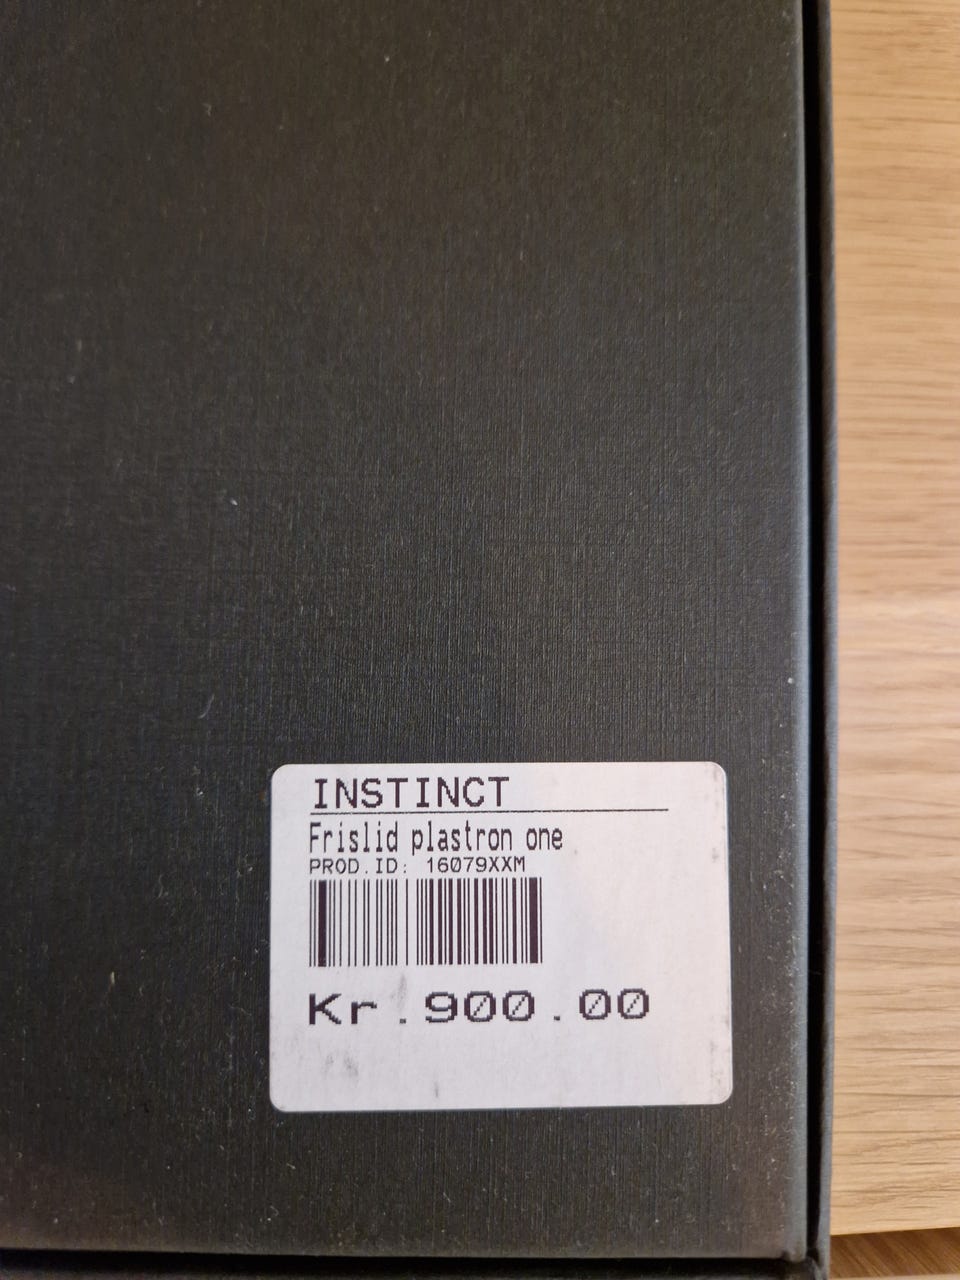 INSTINCT
Frislid plastron one
PROD.ID: 16079XXM
Kr.900.00